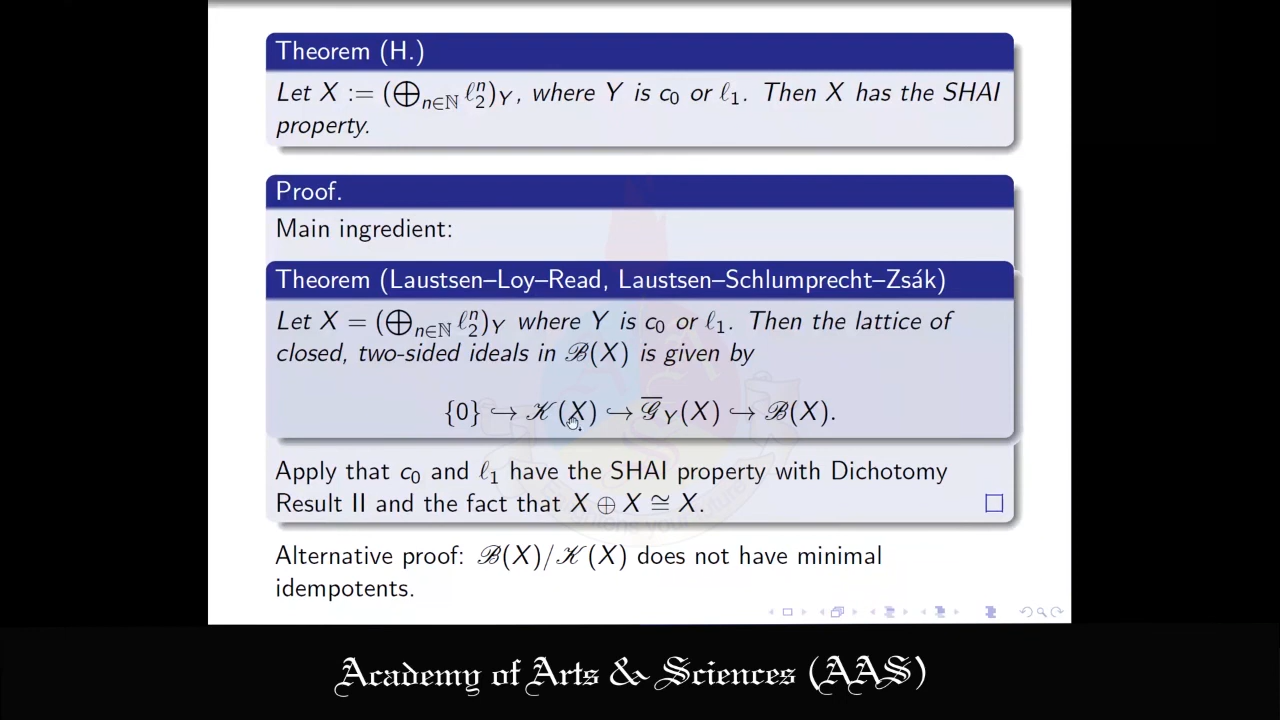 Theorem (H.)
Let X := (⊕_{n∈ℕ} ℓ_2^n)_Y, where Y is c_0 or ℓ_1. Then X has the SHAI
property.
Proof.
Main ingredient:
Theorem (Laustsen–Loy–Read, Laustsen–Schlumprecht–Zsák)
Let X = (⊕_{n∈ℕ} ℓ_2^n)_Y where Y is c_0 or ℓ_1. Then the lattice of
closed, two-sided ideals in ℬ(X) is given by
{0} ↪ 𝒦(X) ↪ \overline{𝒢}_Y(X) ↪ ℬ(X).
Apply that c_0 and ℓ_1 have the SHAI property with Dichotomy
Result II and the fact that X ⊕ X ≅ X. □
Alternative proof: ℬ(X)/𝒦(X) does not have minimal
idempotents.
Academy of Arts & Sciences (AAS)